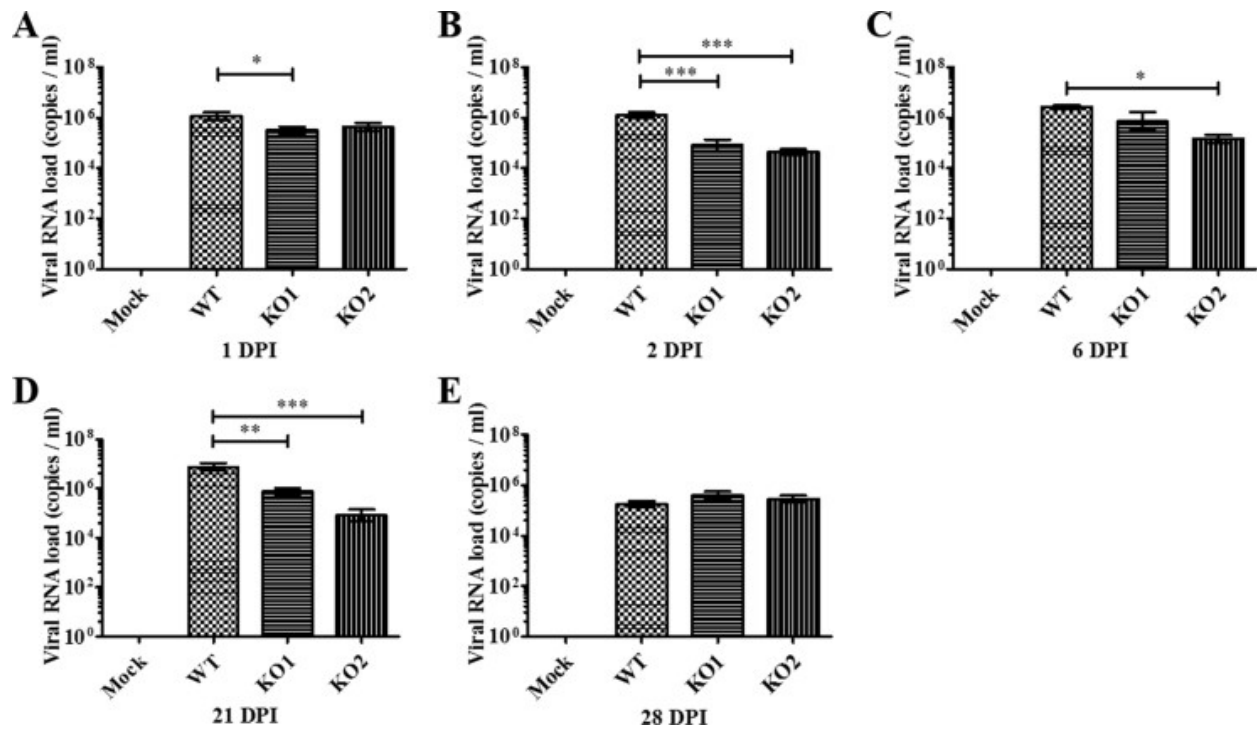 A
Viral RNA load (copies / ml)
10⁸
10⁶
10⁴
10²
10⁰
*
Mock
WT
KO1
KO2
1 DPI
B
Viral RNA load (copies / ml)
10⁸
10⁶
10⁴
10²
10⁰
***
***
Mock
WT
KO1
KO2
2 DPI
C
Viral RNA load (copies / ml)
10⁸
10⁶
10⁴
10²
10⁰
*
Mock
WT
KO1
KO2
6 DPI
D
Viral RNA load (copies / ml)
10⁸
10⁶
10⁴
10²
10⁰
***
**
Mock
WT
KO1
KO2
21 DPI
E
Viral RNA load (copies / ml)
10⁸
10⁶
10⁴
10²
10⁰
Mock
WT
KO1
KO2
28 DPI